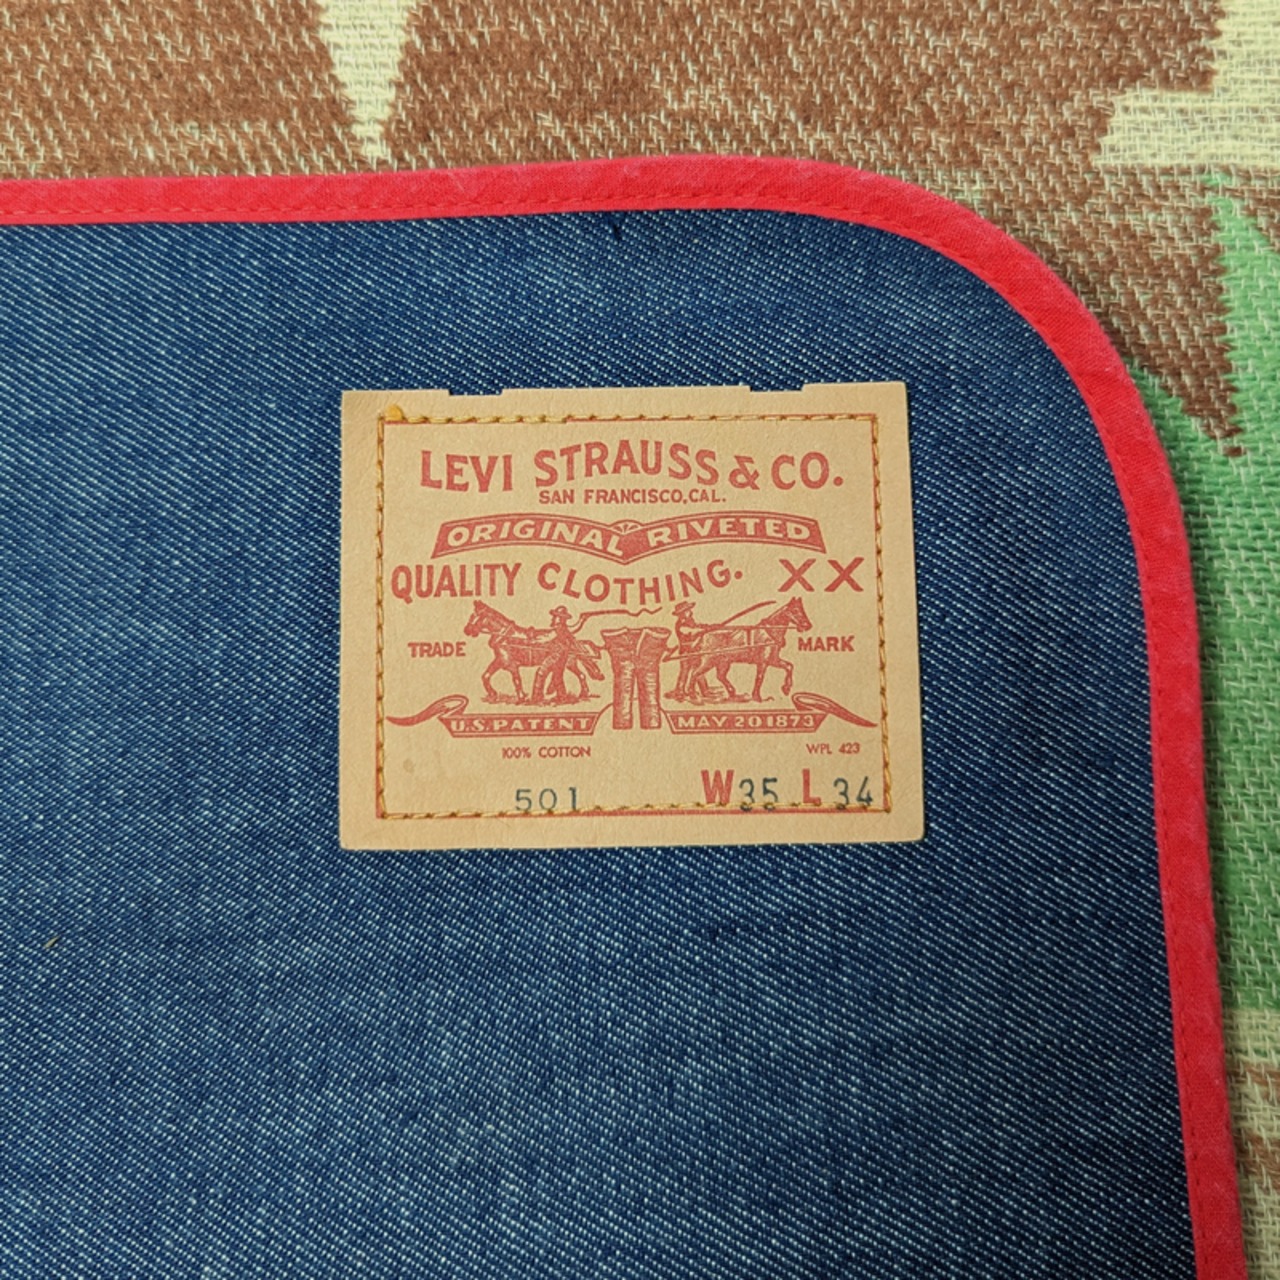 LEVI STRAUSS & CO.
SAN FRANCISCO, CAL.
ORIGINAL RIVETED
QUALITY CLOTHING. XX
TRADE MARK
U.S. PATENT MAY 20 1873
100% COTTON WPL 423
501 W35 L34